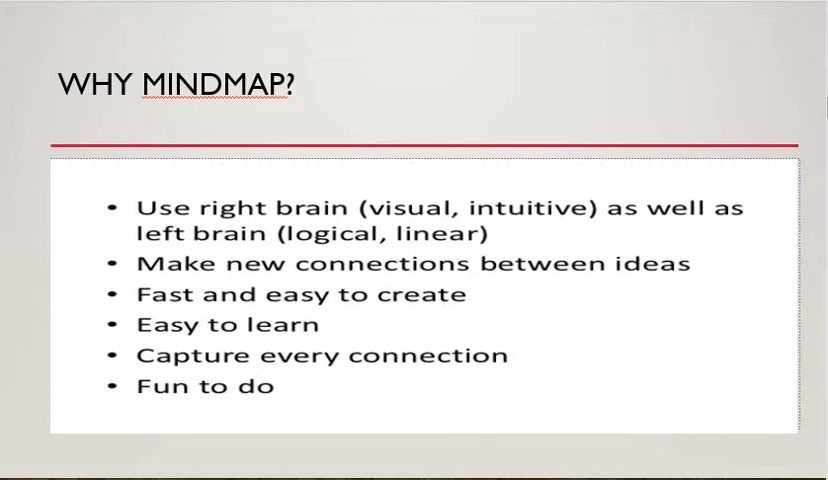 WHY MINDMAP?
• Use right brain (visual, intuitive) as well as
left brain (logical, linear)
• Make new connections between ideas
• Fast and easy to create
• Easy to learn
• Capture every connection
• Fun to do